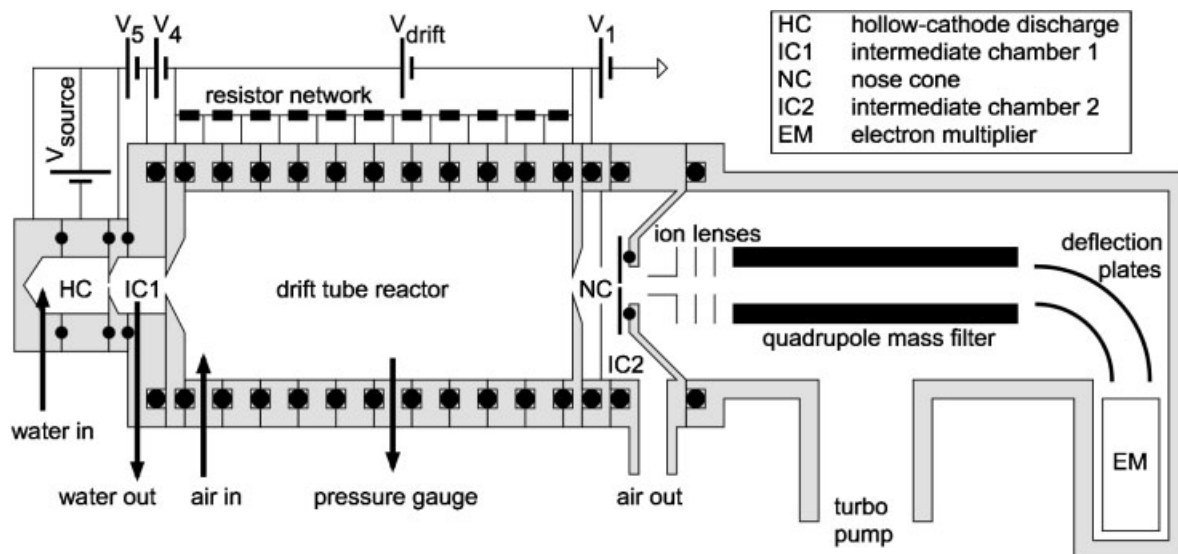 V5
V4
Vdrift
V1
HC hollow-cathode discharge
IC1 intermediate chamber 1
NC nose cone
IC2 intermediate chamber 2
EM electron multiplier
Vsource
resistor network
ion lenses
deflection
plates
HC
IC1
drift tube reactor
NC
quadrupole mass filter
IC2
water in
EM
water out
air in
pressure gauge
air out
turbo
pump